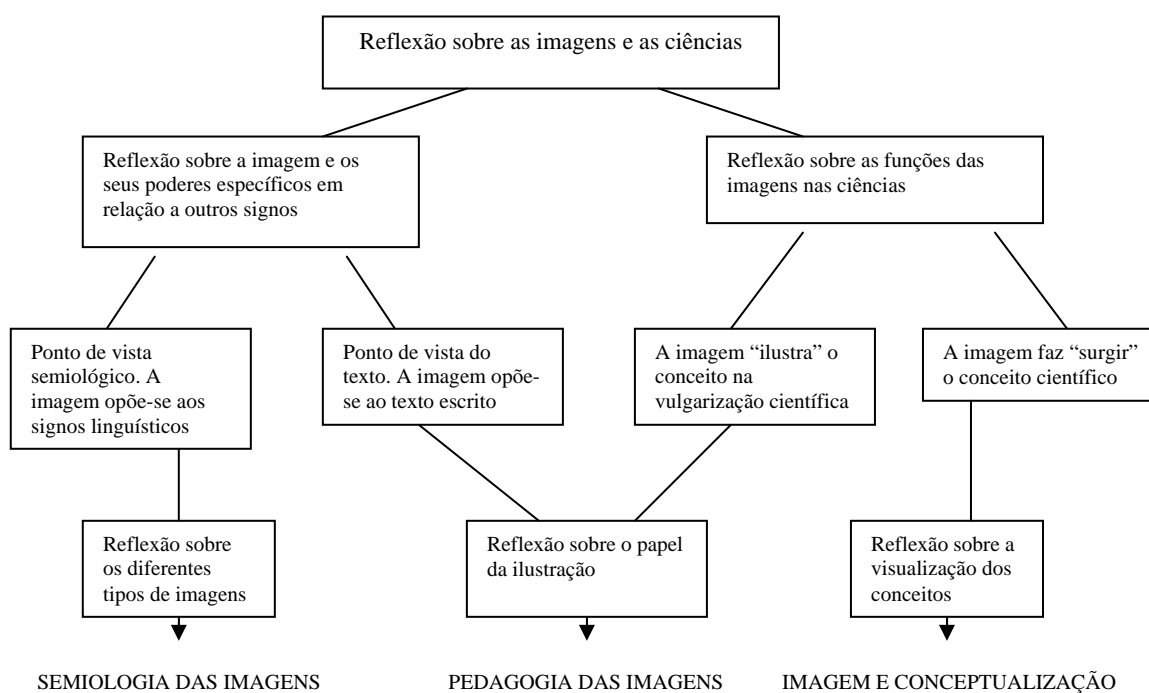 Reflexão sobre as imagens e as ciências
Reflexão sobre a imagem e os
seus poderes específicos em
relação a outros signos
Reflexão sobre as funções das
imagens nas ciências
Ponto de vista
semiológico. A
imagem opõe-se aos
signos linguísticos
Ponto de vista do
texto. A imagem opõe-
se ao texto escrito
A imagem “ilustra” o
conceito na
vulgarização científica
A imagem faz “surgir”
o conceito científico
Reflexão sobre
os diferentes
tipos de imagens
Reflexão sobre o papel
da ilustração
Reflexão sobre a
visualização dos
conceitos
SEMIOLOGIA DAS IMAGENS
PEDAGOGIA DAS IMAGENS
IMAGEM E CONCEPTUALIZAÇÃO